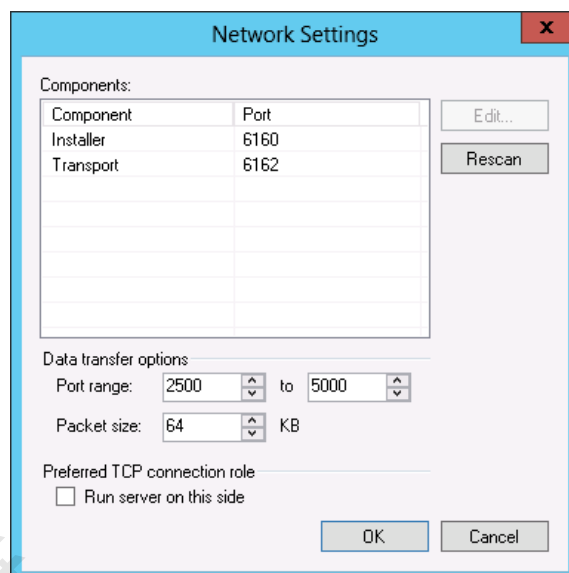 Network Settings
x
Components:
Component Port
Installer 6160
Transport 6162
Edit...
Rescan
Data transfer options
Port range: 2500 to 5000
Packet size: 64 KB
Preferred TCP connection role
Run server on this side
OK Cancel